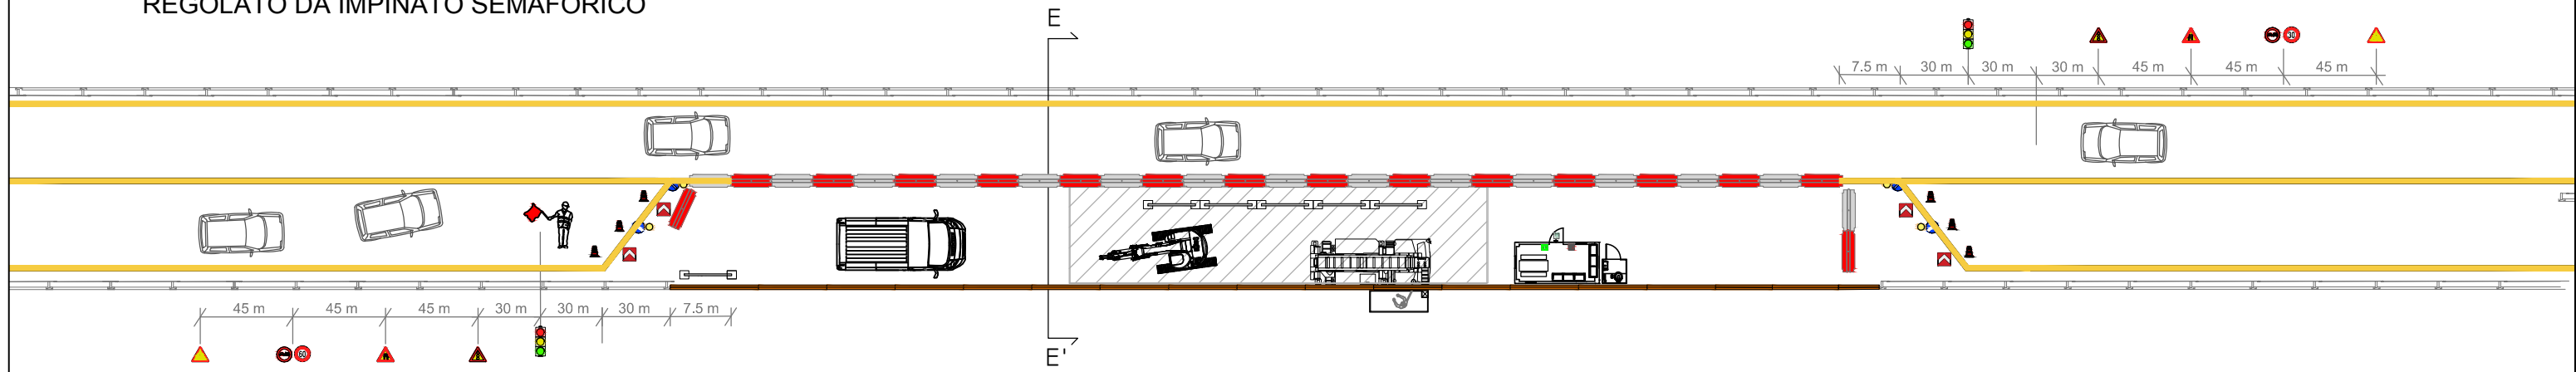 REGOLATO DA IMPINATO SEMAFORICO
E
7.5 m 30 m 30 m 30 m 45 m 45 m 45 m
45 m 45 m 45 m 30 m 30 m 30 m 7.5 m
60
E'